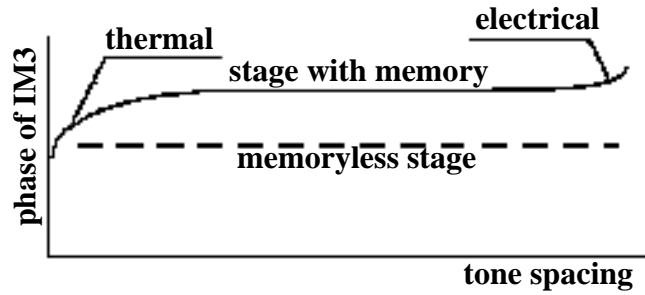 electrical
thermal
stage with memory
memoryless stage
phase of IM3
tone spacing